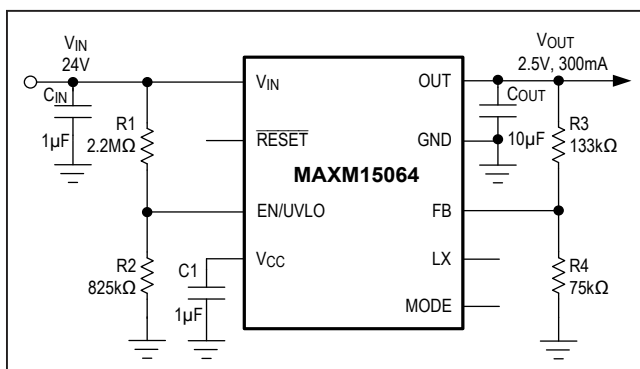 VIN
24V
VOUT
2.5V, 300mA
CIN
1µF
R1
2.2MΩ
R2
825kΩ
C1
1µF
VIN
RESET
EN/UVLO
VCC
MAXM15064
OUT
GND
FB
LX
MODE
COUT
10µF
R3
133kΩ
R4
75kΩ